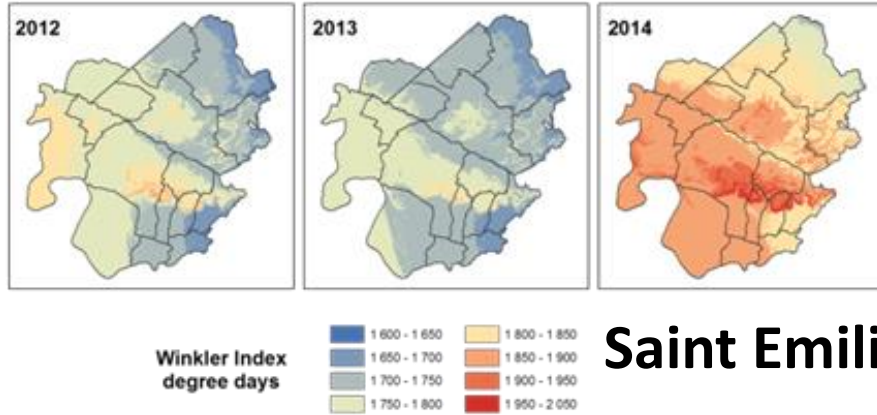 2012
2013
2014
Winkler Index
degree days
1 600 - 1 650
1 650 - 1 700
1 700 - 1 750
1 750 - 1 800
1 800 - 1 850
1 850 - 1 900
1 900 - 1 950
1 950 - 2 050
Saint Emili